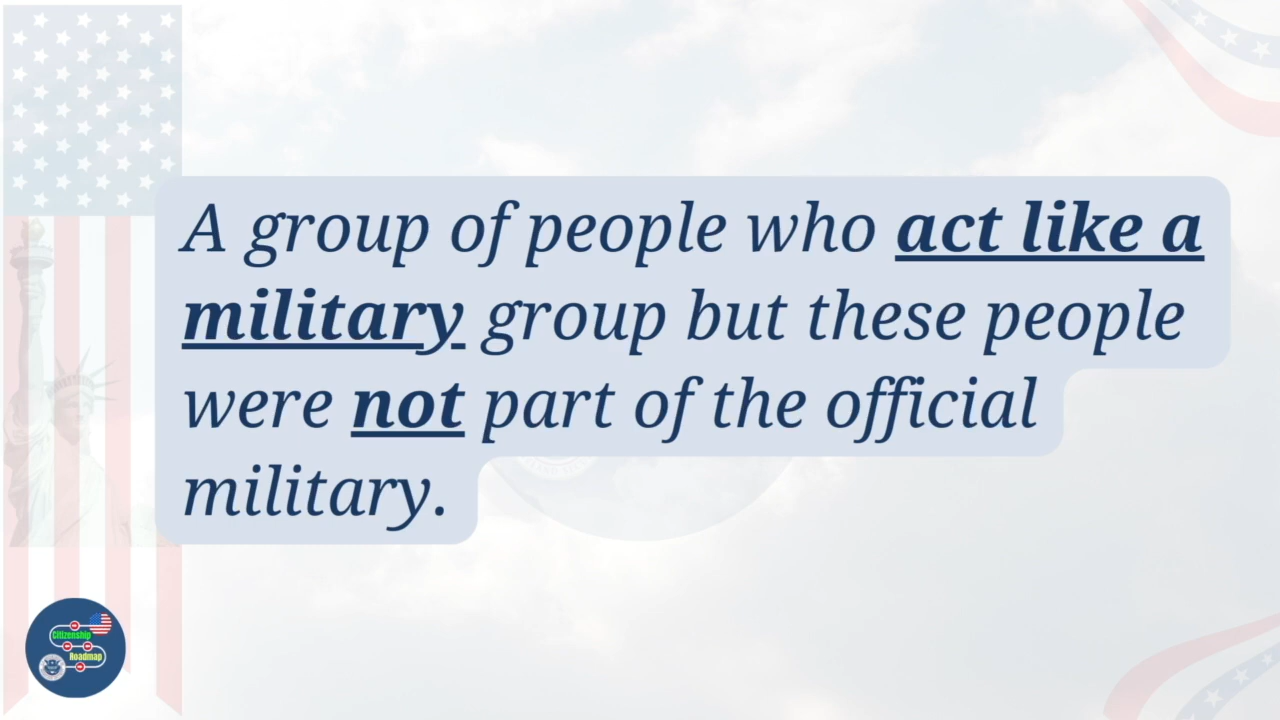 A group of people who act like a
military group but these people
were not part of the official
military.
Citizenship
Roadmap